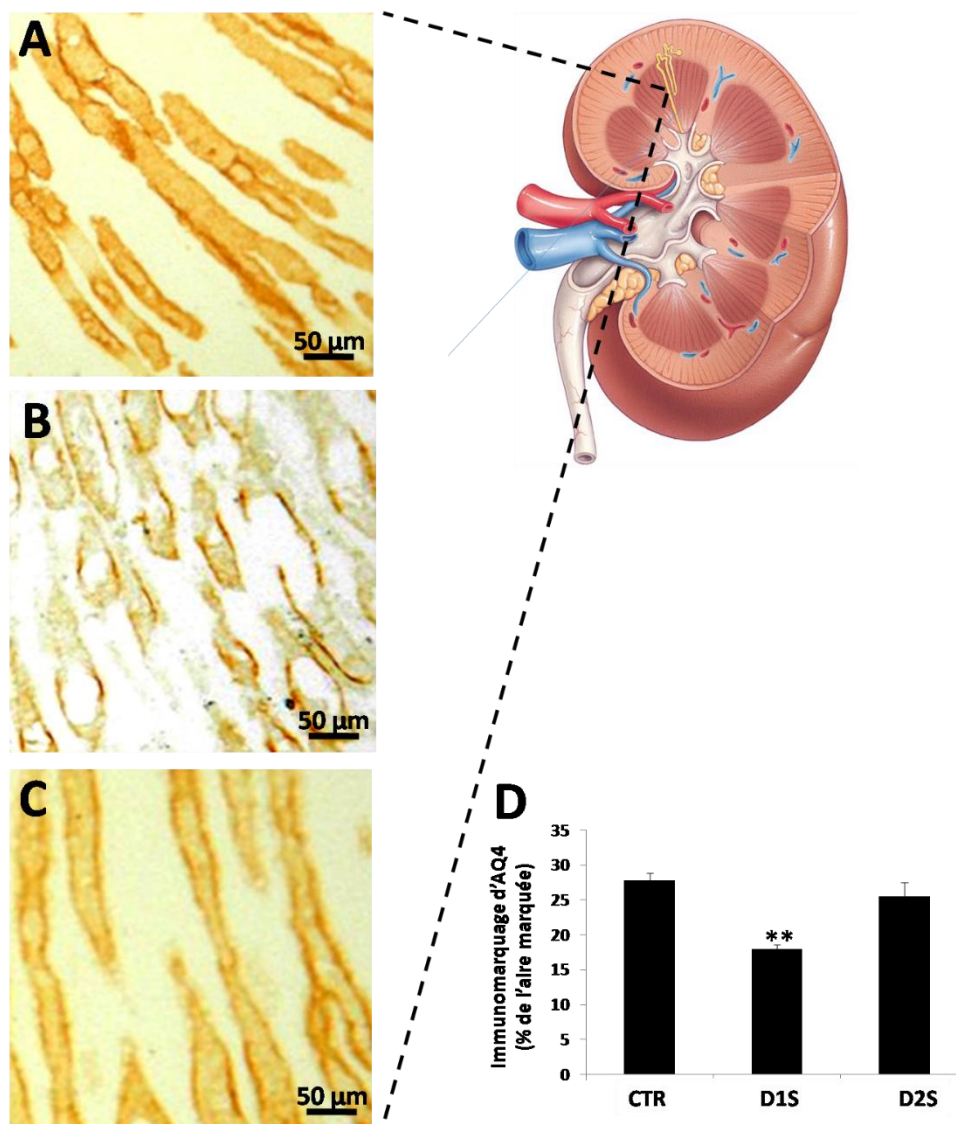 A
50 µm
B
50 µm
C
50 µm
D
Immunomarquage d'AQ4
(% de l'aire marquée)
35
30
25
20
15
10
5
0
**
CTR
D1S
D2S